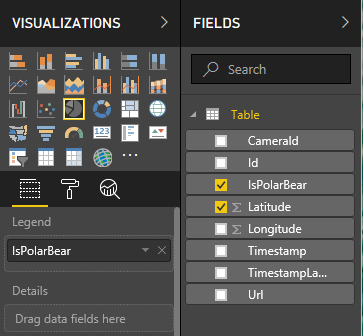 VISUALIZATIONS
FIELDS
Search
Table
CameraId
Id
IsPolarBear
Latitude
Longitude
Timestamp
TimestampLa...
Url
123
R
Legend
IsPolarBear
Details
Drag data fields here